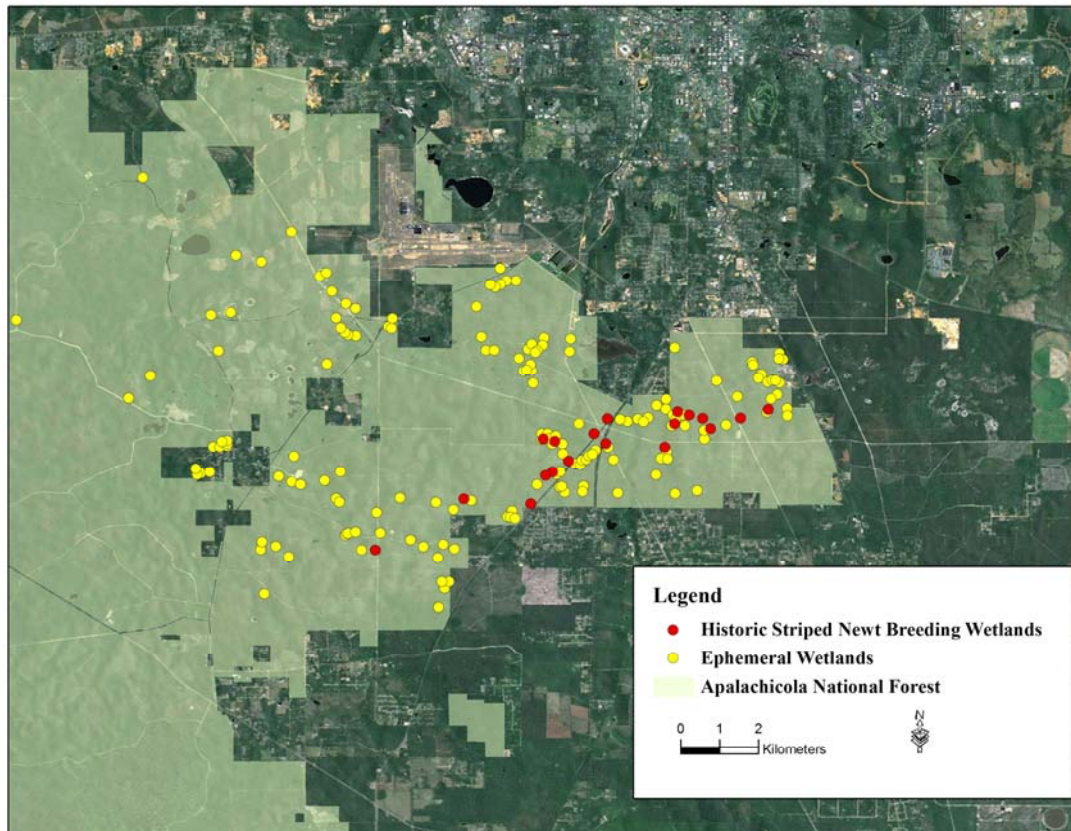 Legend
Historic Striped Newt Breeding Wetlands
Ephemeral Wetlands
Apalachicola National Forest
0 1 2
Kilometers
N